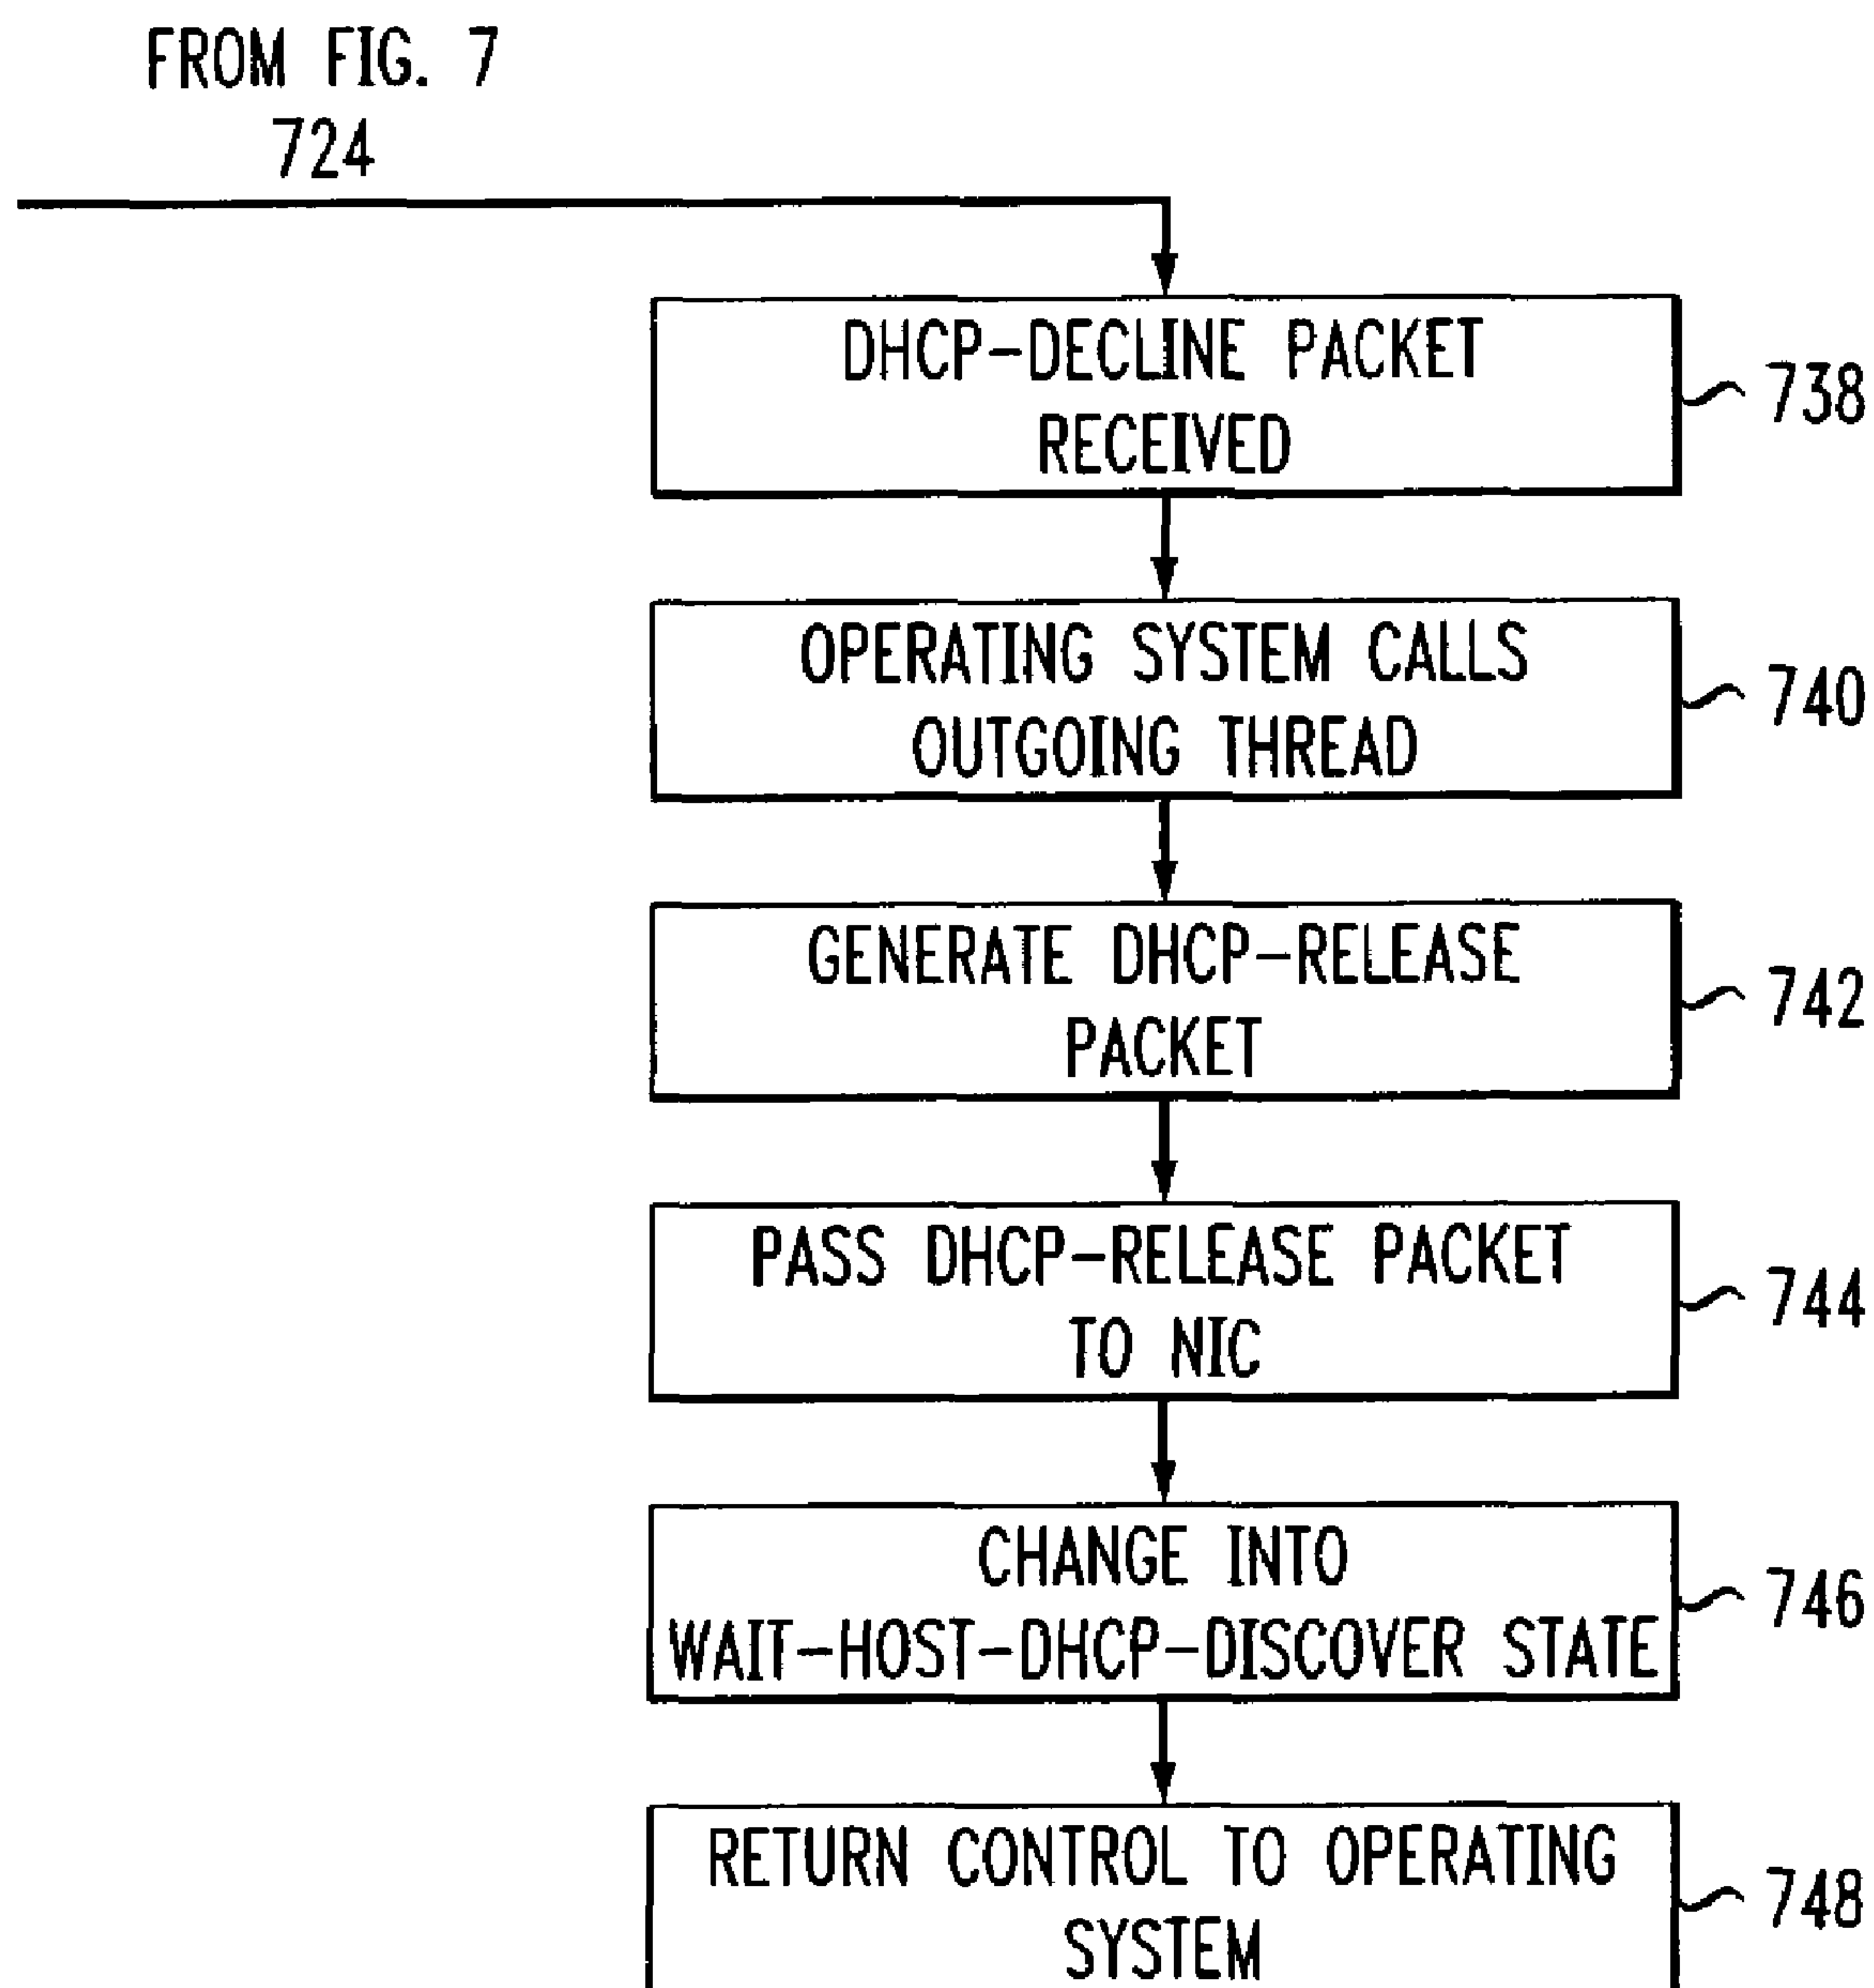 FROM FIG. 7
724
DHCP-DECLINE PACKET
RECEIVED
738
OPERATING SYSTEM CALLS
OUTGOING THREAD
740
GENERATE DHCP-RELEASE
PACKET
742
PASS DHCP-RELEASE PACKET
TO NIC
744
CHANGE INTO
WAIT-HOST-DHCP-DISCOVER STATE
746
RETURN CONTROL TO OPERATING
SYSTEM
748